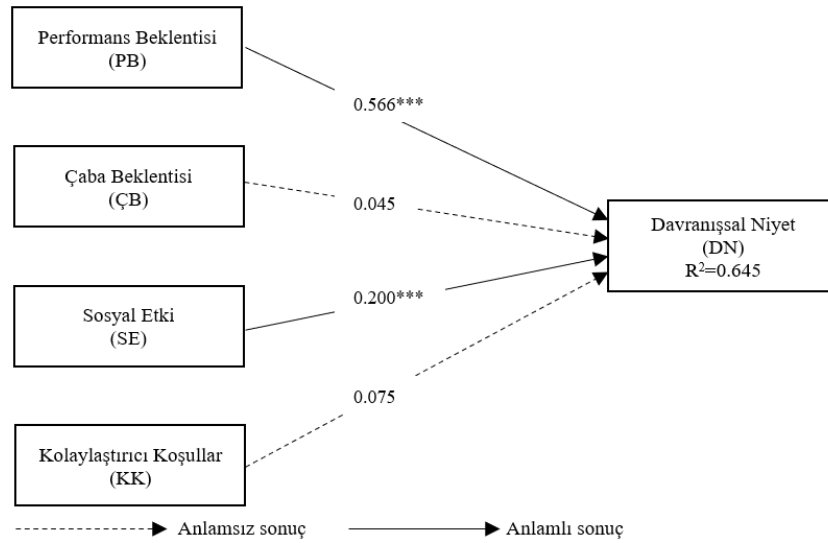 Performans Beklentisi
(PB)
0.566***
Çaba Beklentisi
(ÇB)
0.045
Davranışsal Niyet
(DN)
R²=0.645
Sosyal Etki
(SE)
0.200***
0.075
Kolaylaştırıcı Koşullar
(KK)
Anlamsız sonuç
Anlamlı sonuç